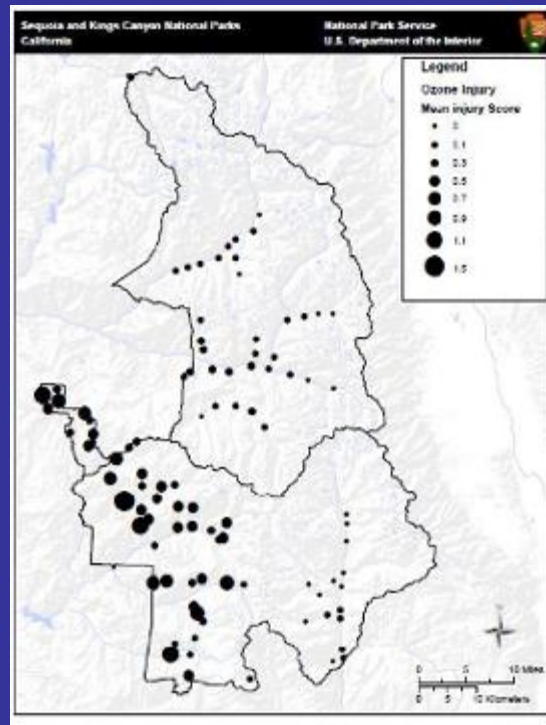 Sequoia and Kings Canyon National Parks
California
National Park Service
U.S. Department of the Interior
Legend
Ozone Injury
Mean injury Score
0
0.1
0.3
0.5
0.7
0.9
1.1
1.5
0 5 10 Miles
0 5 10 Kilometers